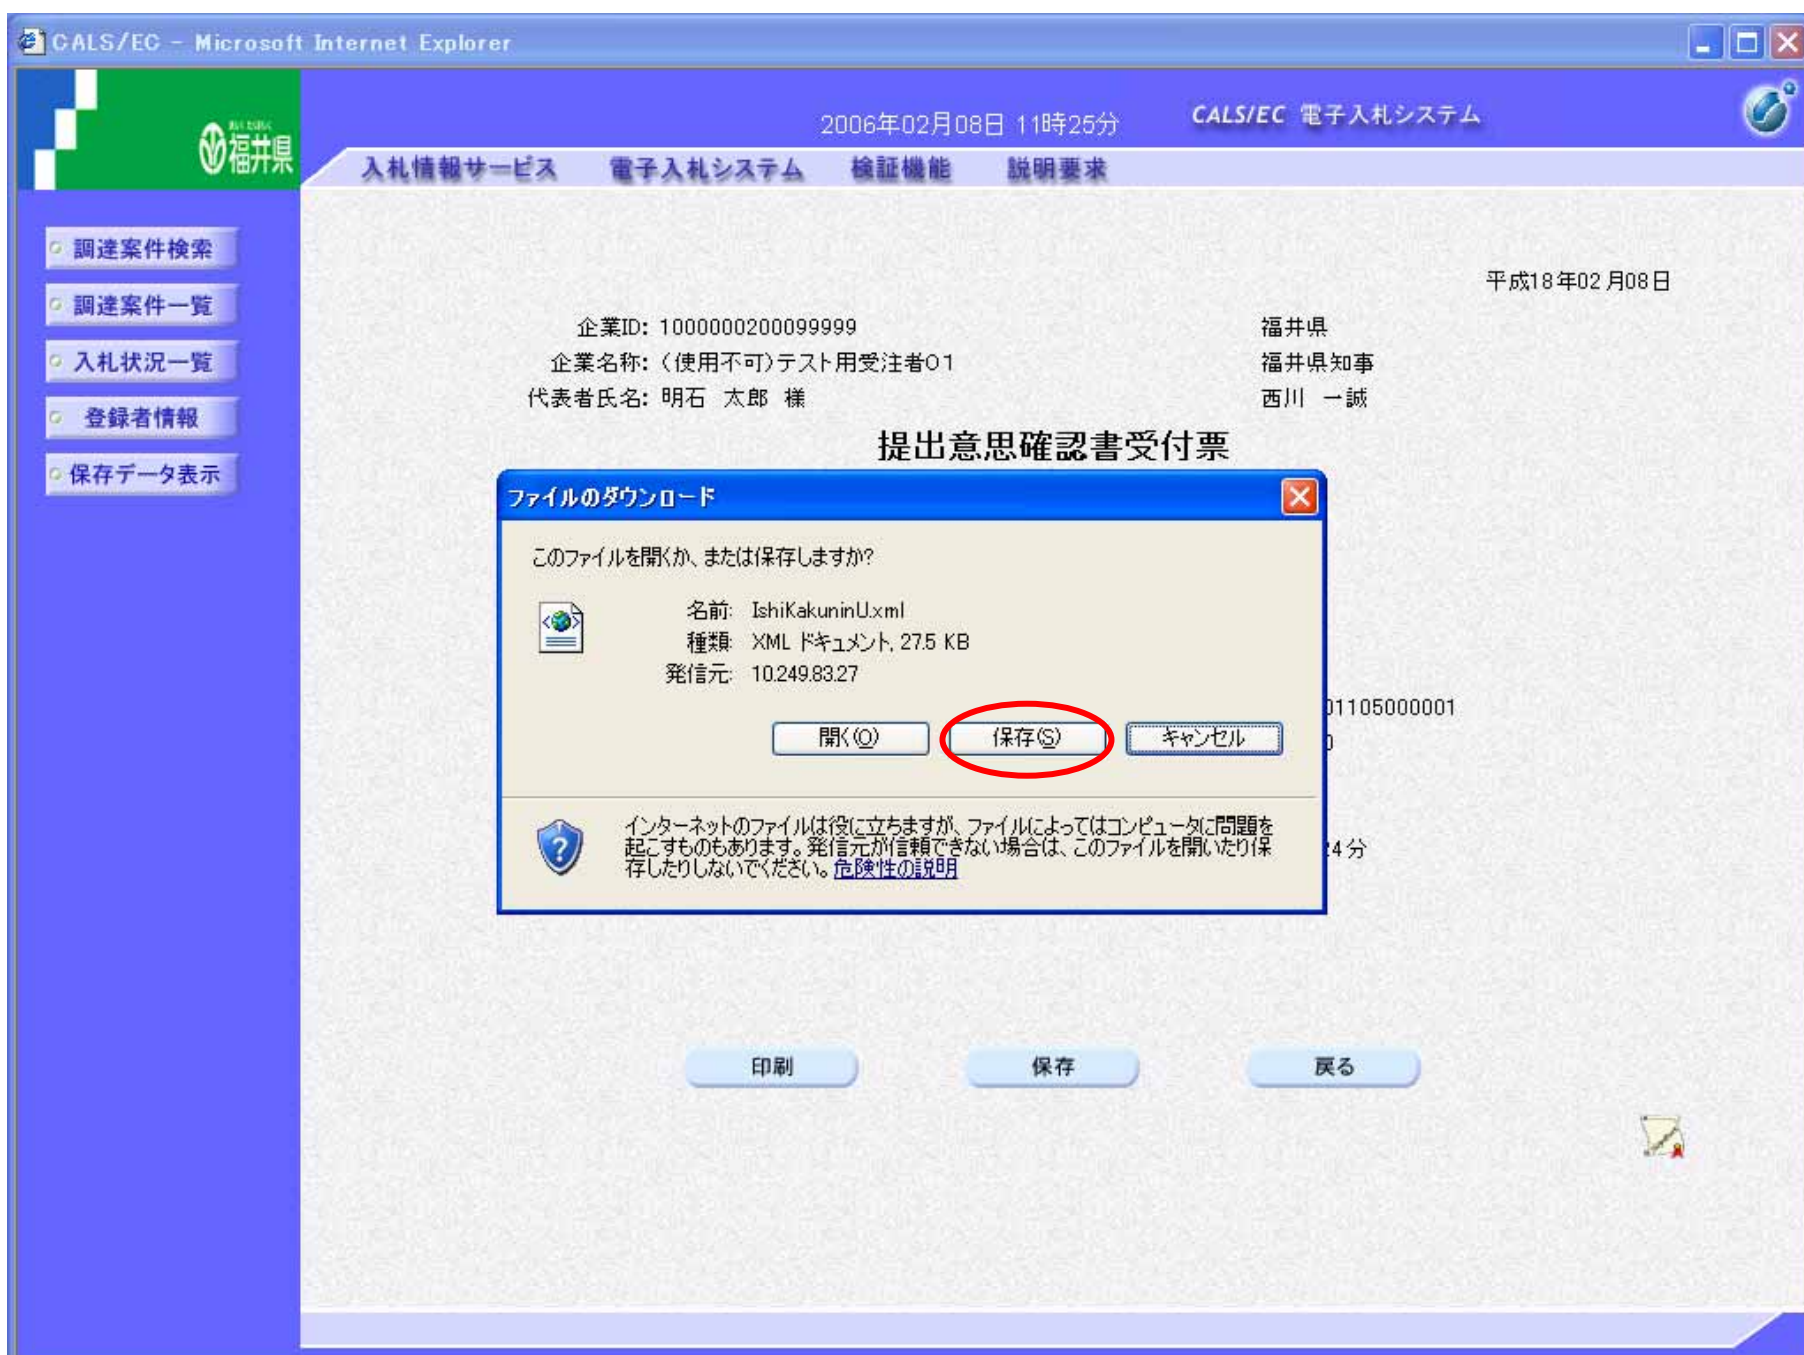 CALS/EC - Microsoft Internet Explorer
福井県
2006年02月08日 11時25分
CALS/EC 電子入札システム
入札情報サービス 電子入札システム 検証機能 説明要求
調達案件検索
調達案件一覧
入札状況一覧
登録者情報
保存データ表示
平成18年02月08日
企業ID: 1000000200099999
福井県
企業名称: (使用不可)テスト用受注者01
福井県知事
代表者氏名: 明石 太郎 様
西川 一誠
提出意思確認書受付票
ファイルのダウンロード
このファイルを開くか、または保存しますか?
名前: IshiKakuninU.xml
種類: XML ドキュメント, 27.5 KB
発信元: 10.249.83.27
01105000001
開く(O) 保存(S) キャンセル
インターネットのファイルは役に立ちますが、ファイルによってはコンピュータに問題を
起こすものもあります。発信元が信頼できない場合は、このファイルを開いたり保
存したりしないでください。危険性の説明
24分
印刷 保存 戻る